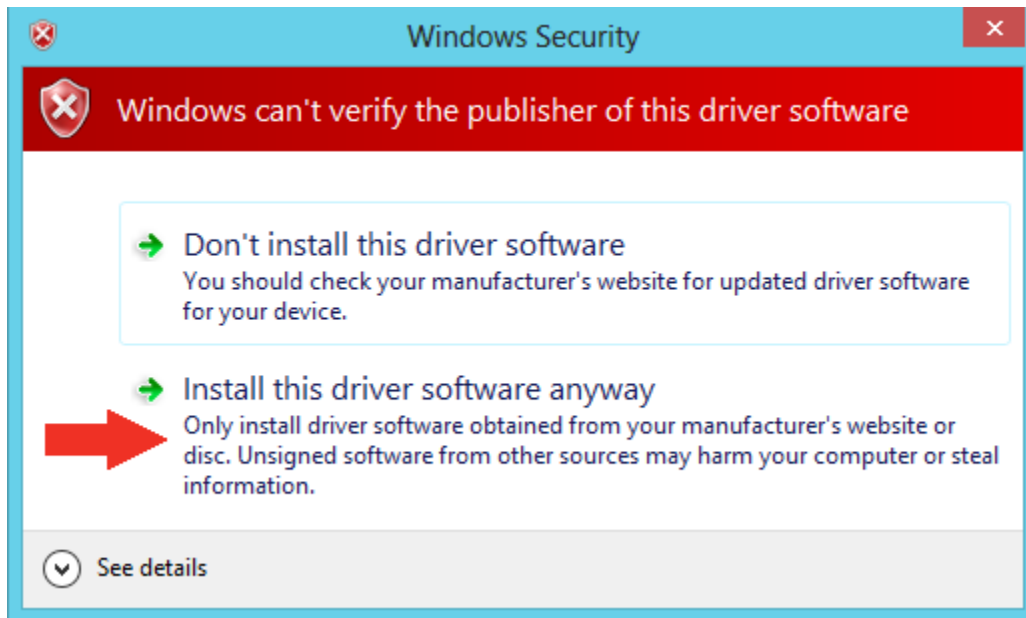 Windows Security
Windows can't verify the publisher of this driver software
Don't install this driver software
You should check your manufacturer's website for updated driver software
for your device.
Install this driver software anyway
Only install driver software obtained from your manufacturer's website or
disc. Unsigned software from other sources may harm your computer or steal
information.
See details